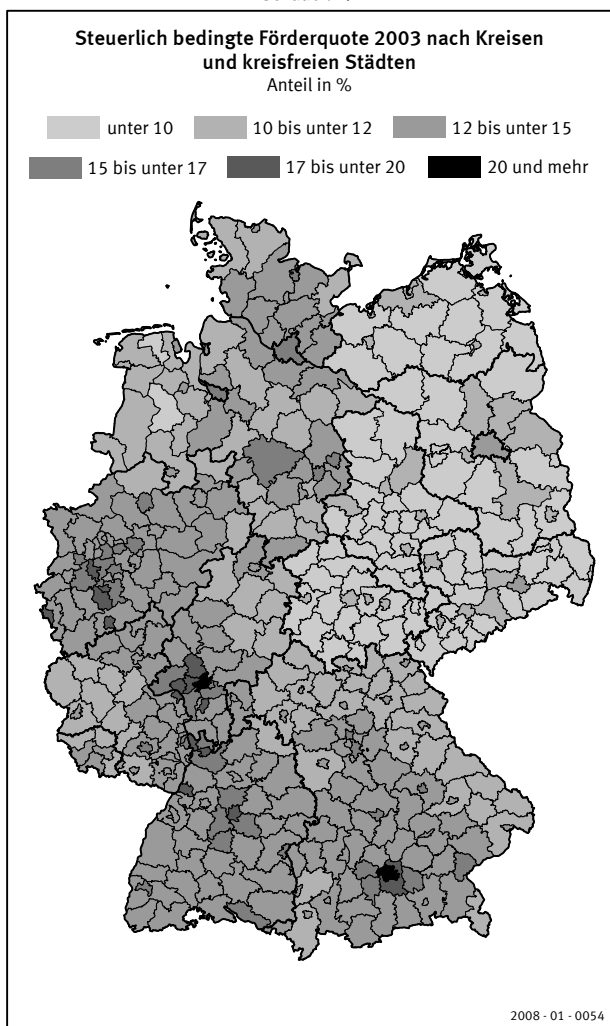 Steuerlich bedingte Förderquote 2003 nach Kreisen
und kreisfreien Städten
Anteil in %
unter 10 10 bis unter 12 12 bis unter 15
15 bis unter 17 17 bis unter 20 20 und mehr
2008 - 01 - 0054